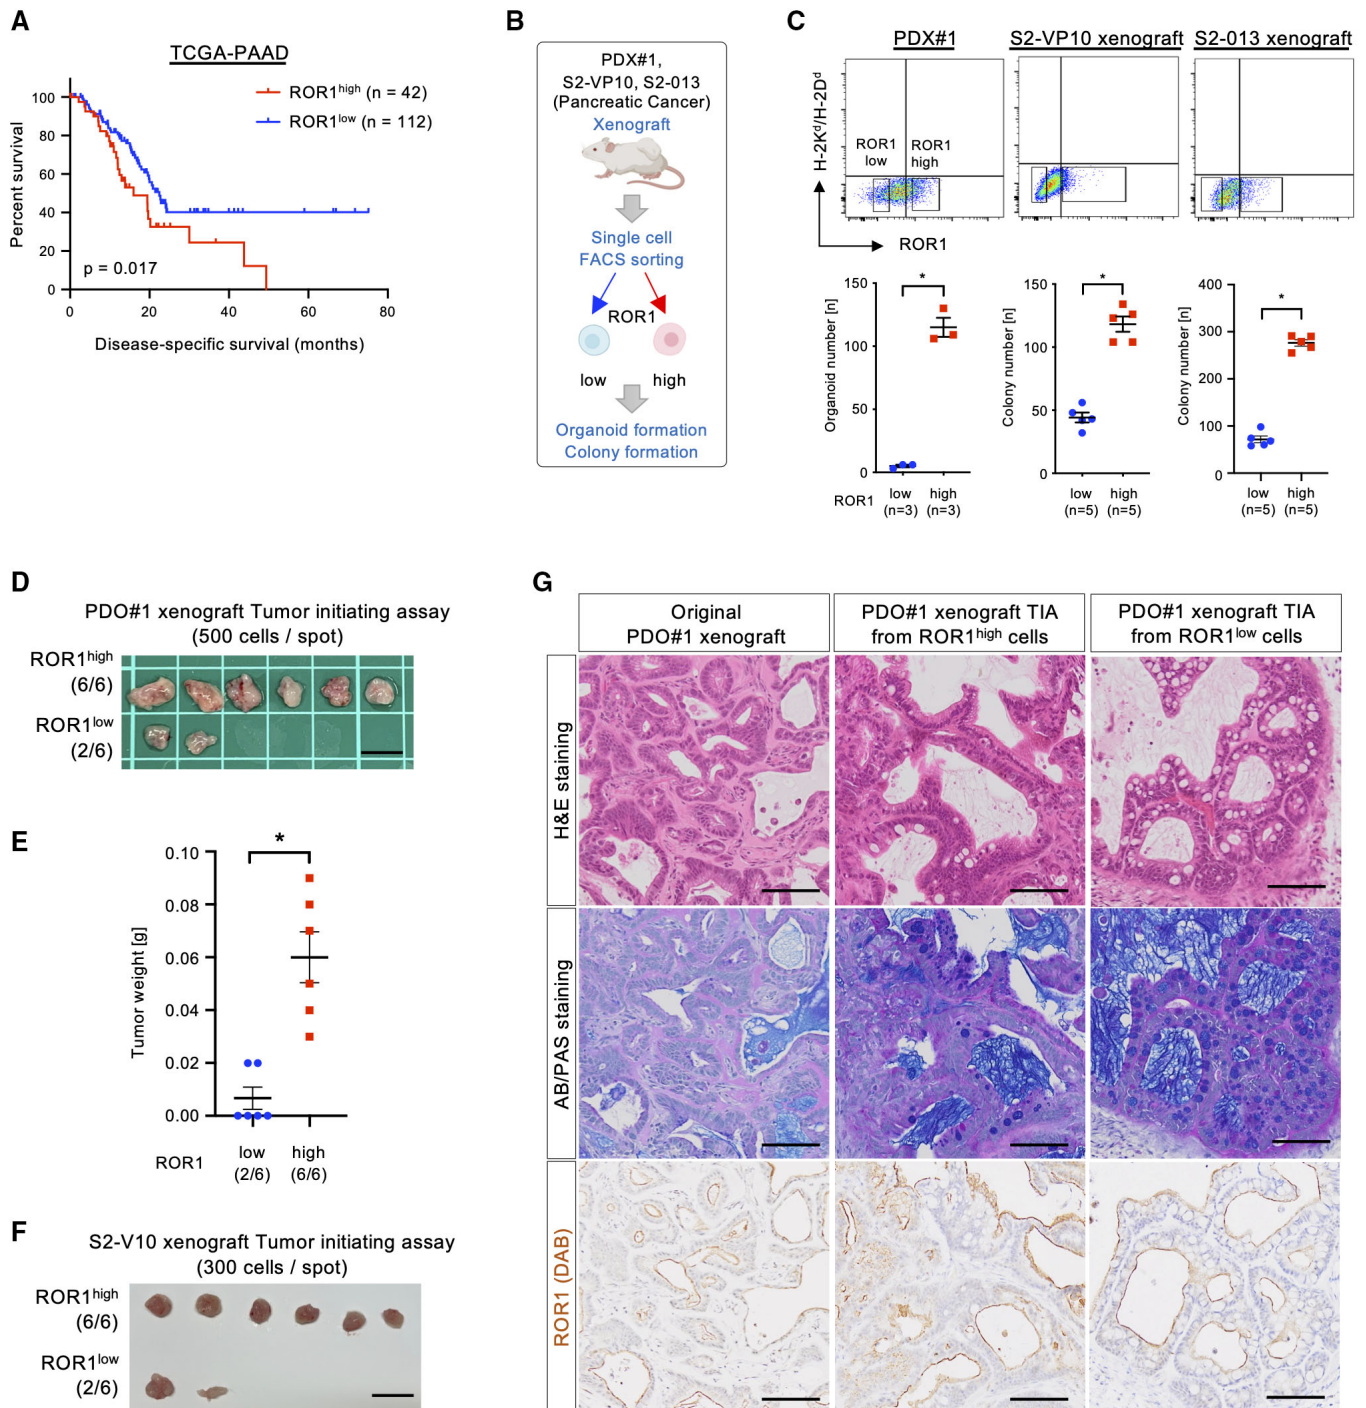 A
TCGA-PAAD
ROR1high (n = 42)
ROR1low (n = 112)
Percent survival
100
80
60
40
20
0
p = 0.017
0 20 40 60 80
Disease-specific survival (months)
B
PDX#1,
S2-VP10, S2-013
(Pancreatic Cancer)
Xenograft
Single cell
FACS sorting
ROR1
low high
Organoid formation
Colony formation
C
PDX#1 S2-VP10 xenograft S2-013 xenograft
H-2Kd/H-2Dd
ROR1
low
ROR1
high
ROR1
Organoid number [n]
150
100
50
0
*
ROR1
low
(n=3)
high
(n=3)
Colony number [n]
150
100
50
0
*
low
(n=5)
high
(n=5)
Colony number [n]
400
300
200
100
0
*
low
(n=5)
high
(n=5)
D
PDO#1 xenograft Tumor initiating assay
(500 cells / spot)
ROR1high
(6/6)
ROR1low
(2/6)
E
Tumor weight [g]
0.10
0.08
0.06
0.04
0.02
0.00
*
ROR1
low
(2/6)
high
(6/6)
F
S2-V10 xenograft Tumor initiating assay
(300 cells / spot)
ROR1high
(6/6)
ROR1low
(2/6)
G
Original
PDO#1 xenograft
PDO#1 xenograft TIA
from ROR1high cells
PDO#1 xenograft TIA
from ROR1low cells
H&E staining
AB/PAS staining
ROR1 (DAB)